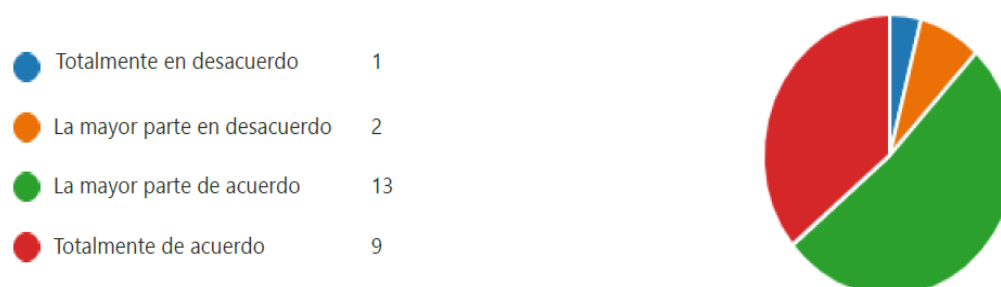 Totalmente en desacuerdo 1
La mayor parte en desacuerdo 2
La mayor parte de acuerdo 13
Totalmente de acuerdo 9